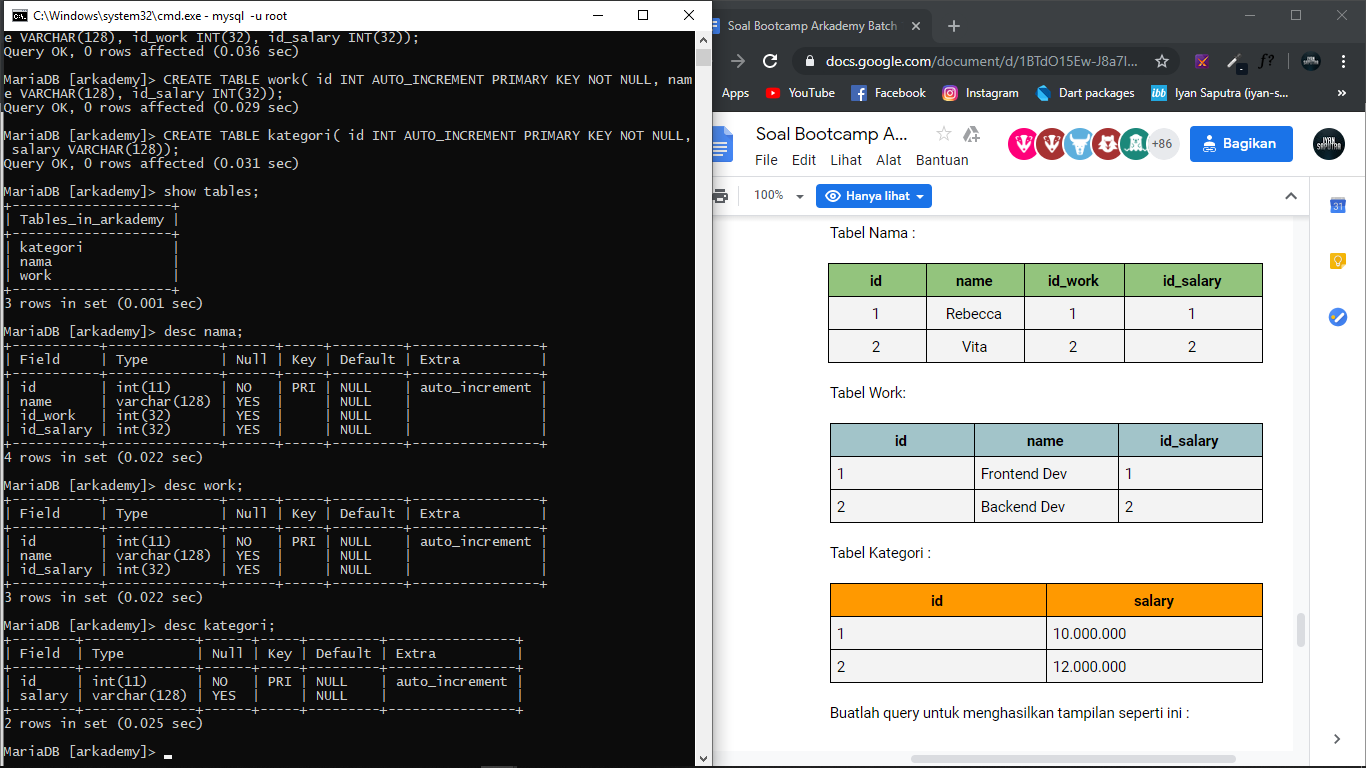 C:\Windows\system32\cmd.exe - mysql -u root
e VARCHAR(128), id_work INT(32), id_salary INT(32));
Query OK, 0 rows affected (0.036 sec)
MariaDB [arkademy]> CREATE TABLE work( id INT AUTO_INCREMENT PRIMARY KEY NOT NULL, nam
e VARCHAR(128), id_salary INT(32));
Query OK, 0 rows affected (0.029 sec)
MariaDB [arkademy]> CREATE TABLE kategori( id INT AUTO_INCREMENT PRIMARY KEY NOT NULL,
 salary VARCHAR(128));
Query OK, 0 rows affected (0.031 sec)
MariaDB [arkademy]> show tables;
+--------------------+
| Tables_in_arkademy |
+--------------------+
| kategori           |
| nama               |
| work               |
+--------------------+
3 rows in set (0.001 sec)
MariaDB [arkademy]> desc nama;
+-----------+--------------+------+-----+---------+----------------+
| Field     | Type         | Null | Key | Default | Extra          |
+-----------+--------------+------+-----+---------+----------------+
| id        | int(11)      | NO   | PRI | NULL    | auto_increment |
| name      | varchar(128) | YES  |     | NULL    |                |
| id_work   | int(32)      | YES  |     | NULL    |                |
| id_salary | int(32)      | YES  |     | NULL    |                |
+-----------+--------------+------+-----+---------+----------------+
4 rows in set (0.022 sec)
MariaDB [arkademy]> desc work;
+-----------+--------------+------+-----+---------+----------------+
| Field     | Type         | Null | Key | Default | Extra          |
+-----------+--------------+------+-----+---------+----------------+
| id        | int(11)      | NO   | PRI | NULL    | auto_increment |
| name      | varchar(128) | YES  |     | NULL    |                |
| id_salary | int(32)      | YES  |     | NULL    |                |
+-----------+--------------+------+-----+---------+----------------+
3 rows in set (0.022 sec)
MariaDB [arkademy]> desc kategori;
+--------+--------------+------+-----+---------+----------------+
| Field  | Type         | Null | Key | Default | Extra          |
+--------+--------------+------+-----+---------+----------------+
| id     | int(11)      | NO   | PRI | NULL    | auto_increment |
| salary | varchar(128) | YES  |     | NULL    |                |
+--------+--------------+------+-----+---------+----------------+
2 rows in set (0.025 sec)
MariaDB [arkademy]> _
Soal Bootcamp Arkademy Batch
docs.google.com/document/d/1BTdO15Ew-J8a7I...
f?
Apps YouTube Facebook Instagram Dart packages ibb Iyan Saputra (iyan-s... »
Soal Bootcamp A...
+86
Bagikan
IYAN
SAPUTRA
File Edit Lihat Alat Bantuan
100% Hanya lihat
31
Tabel Nama :
id name id_work id_salary
1 Rebecca 1 1
2 Vita 2 2
Tabel Work:
id name id_salary
1 Frontend Dev 1
2 Backend Dev 2
Tabel Kategori :
id salary
1 10.000.000
2 12.000.000
Buatlah query untuk menghasilkan tampilan seperti ini :